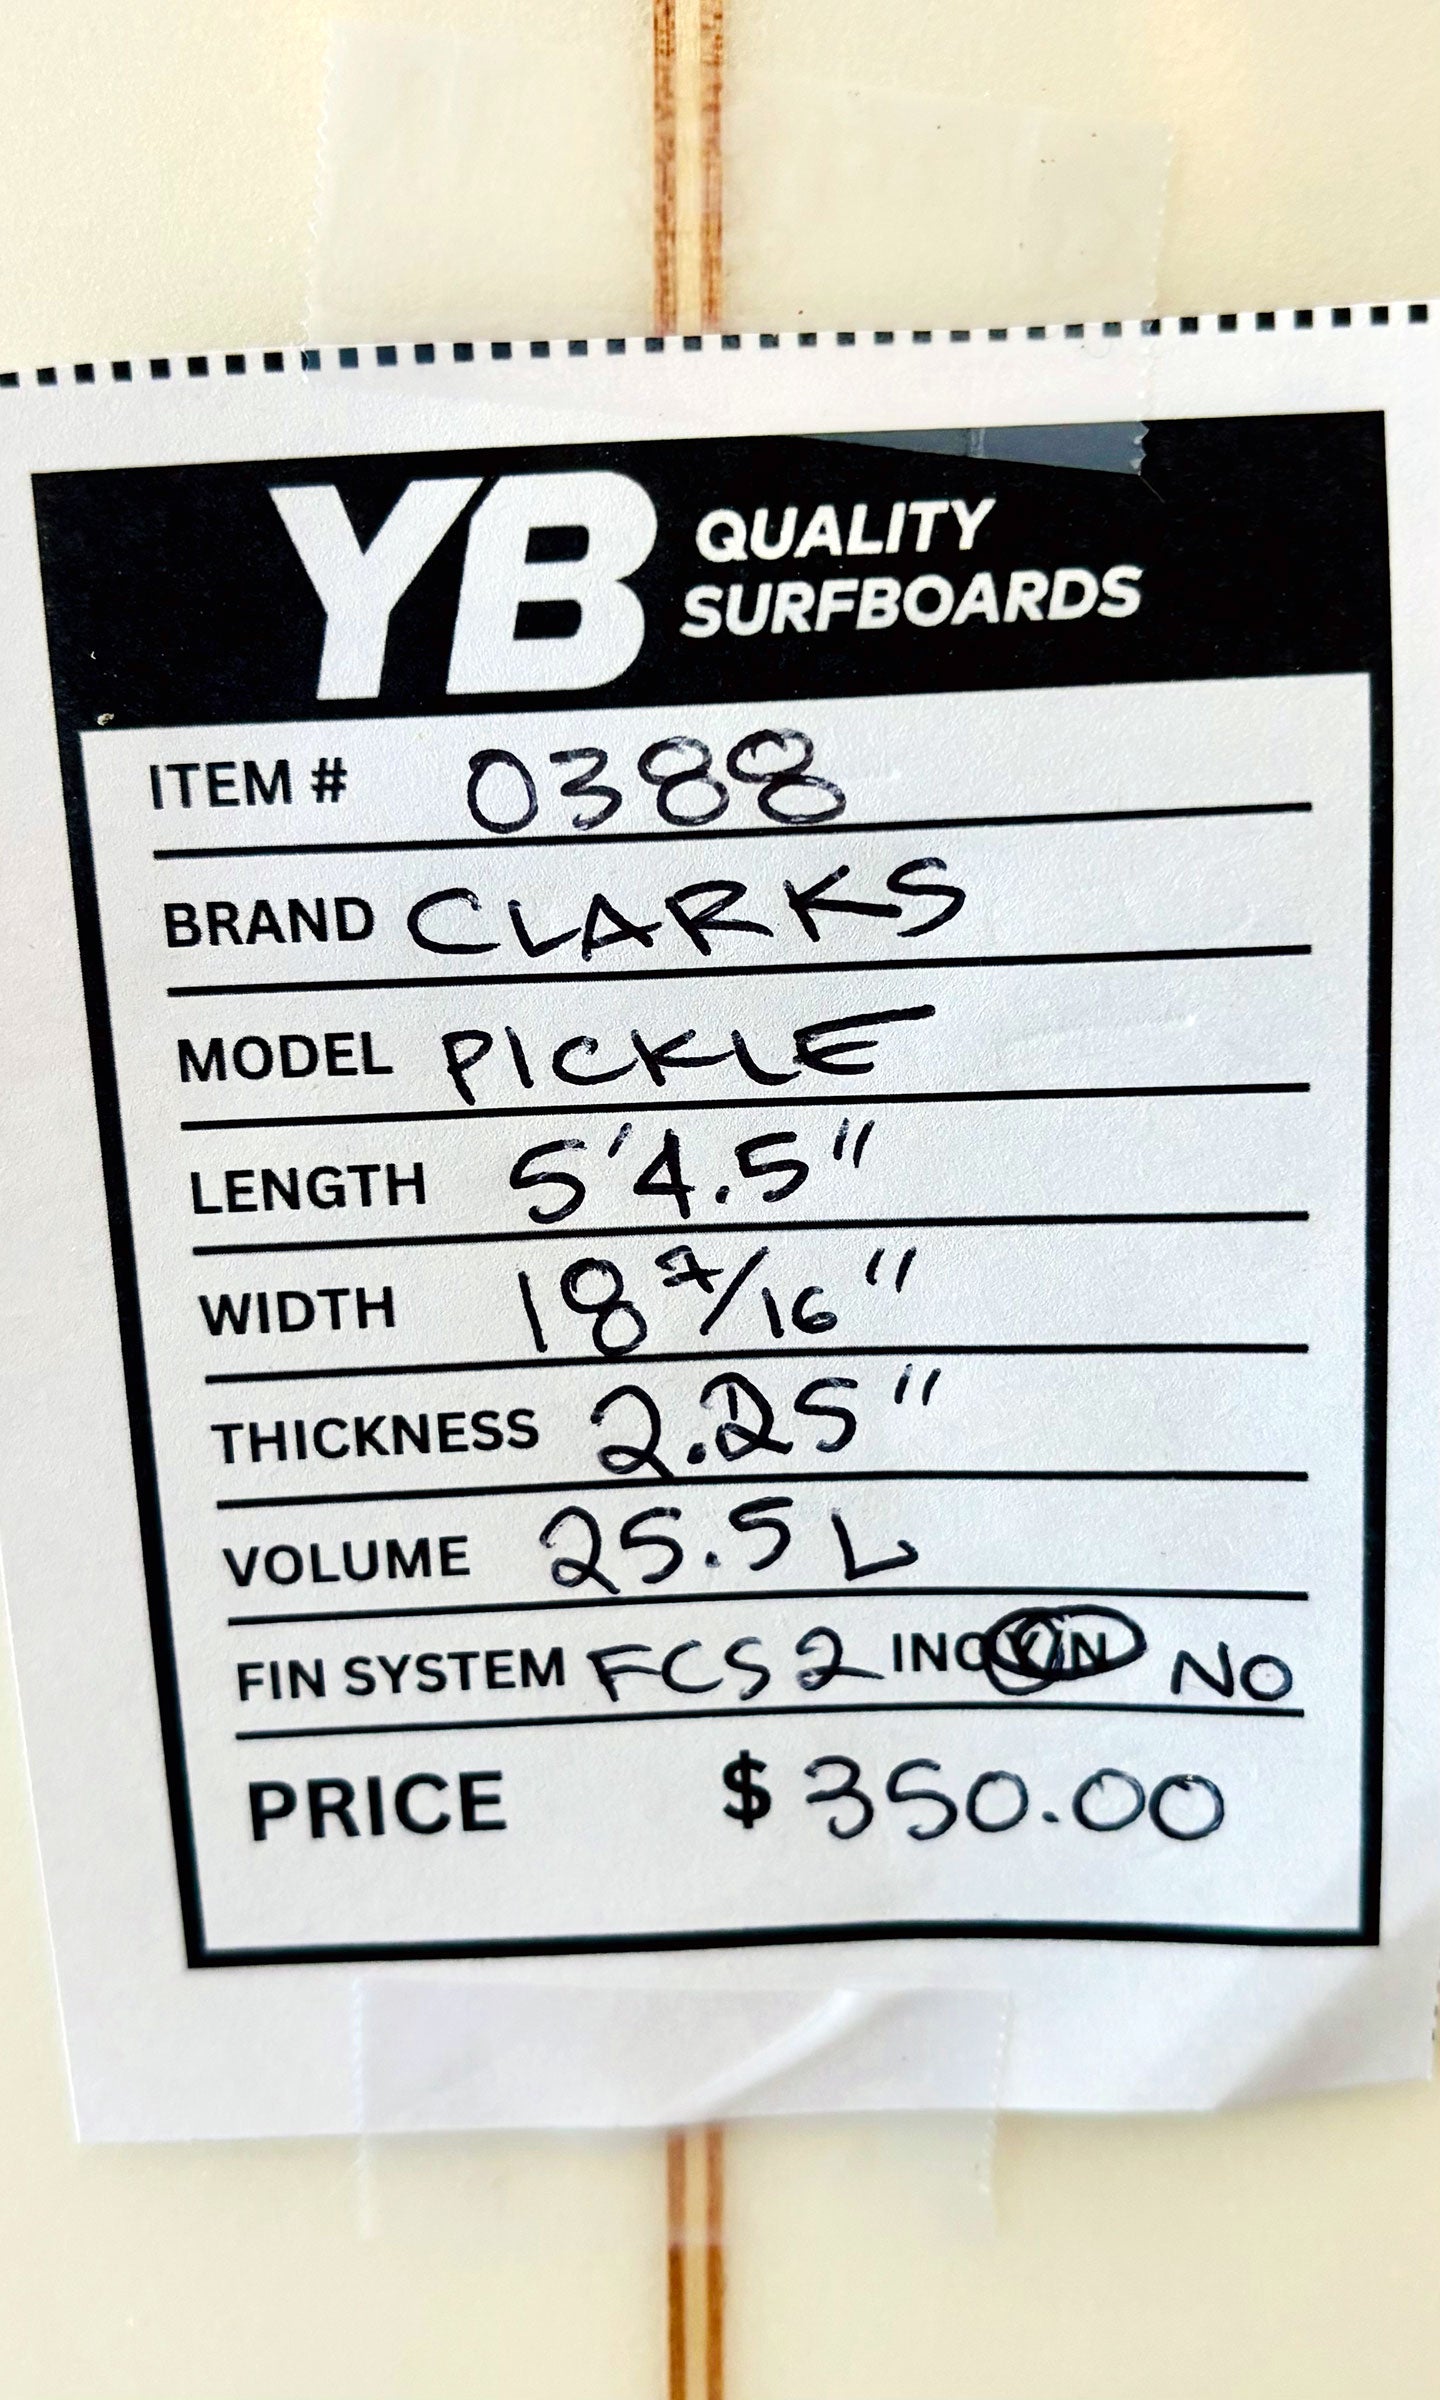 YB QUALITY
SURFBOARDS
ITEM # 0388
BRAND CLARKS
MODEL PICKLE
LENGTH 5'4.5"
WIDTH 18 7/16"
THICKNESS 2.25"
VOLUME 25.5 L
FIN SYSTEM FCS 2 INC Y/N NO
PRICE $350.00